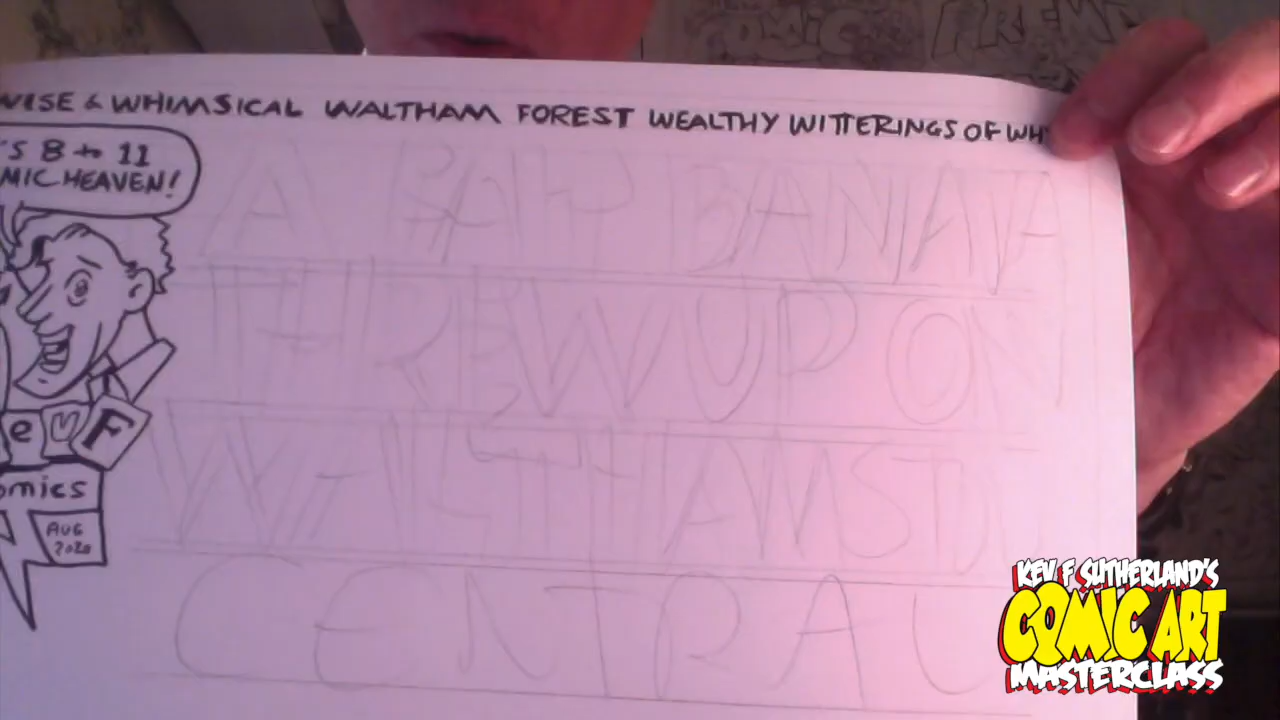 WISE & WHIMSICAL WALTHAM FOREST WEALTHY WITTERINGS OF WH
'S 8 to 11
MIC HEAVEN!
A BANANA
THREW UP ON
WALTHAMSTOW
CENTRAL
e U F
omics
AUG
2020
KEV F SUTHERLAND'S
COMIC ART
MASTERCLASS